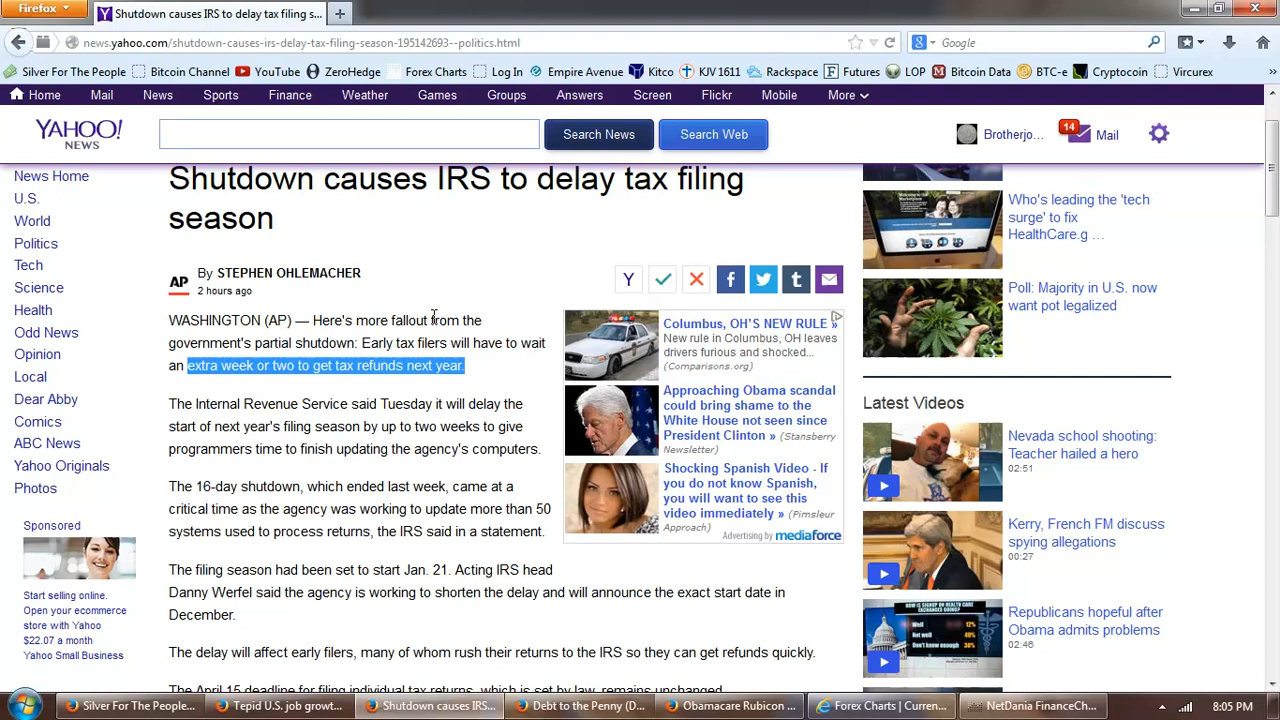 Firefox
Shutdown causes IRS to delay tax filing s...
news.yahoo.com/shutdown-causes-irs-delay-tax-filing-season-195142693--politics.html
Google
Silver For The People
Bitcoin Channel
YouTube
ZeroHedge
Forex Charts
Log In
Empire Avenue
Kitco
KJV 1611
Rackspace
Futures
LOP
Bitcoin Data
BTC-e
Cryptocoin
Vircurex
Home
Mail
News
Sports
Finance
Weather
Games
Groups
Answers
Screen
Flickr
Mobile
More
YAHOO!
NEWS
Search News
Search Web
Brotherjo...
14
Mail
News Home
U.S.
World
Politics
Tech
Science
Health
Odd News
Opinion
Local
Dear Abby
Comics
ABC News
Yahoo Originals
Photos
Sponsored
Start selling online.
Open your ecommerce
store with Yahoo
$22.07 a month
Yahoo Small Business
Shutdown causes IRS to delay tax filing
season
AP
By STEPHEN OHLEMACHER
2 hours ago
WASHINGTON (AP) — Here's more fallout from the
government's partial shutdown: Early tax filers will have to wait
an extra week or two to get tax refunds next year.
The Internal Revenue Service said Tuesday it will delay the
start of next year's filing season by up to two weeks to give
programmers time to finish updating the agency's computers.
The 16-day shutdown, which ended last week, came at a
critical time as the agency was working to update more than 50
systems used to process returns, the IRS said in a statement.
The filing season had been set to start Jan. 21. Acting IRS head
Danny Werfel said the agency is working to shorten the delay and will announce the exact start date in
December.
The delay will affect early filers, many of whom rush their returns to the IRS so they can get refunds quickly.
The April 15 deadline for filing individual tax returns, which is set by law, remains unchanged.
Columbus, OH'S NEW RULE »
New rule in Columbus, OH leaves
drivers furious and shocked...
(Comparisons.org)
Approaching Obama scandal
could bring shame to the
White House not seen since
President Clinton » (Stansberry
Newsletter)
Shocking Spanish Video - If
you do not know Spanish,
you will want to see this
video immediately » (Pimsleur
Approach)
Advertising by mediaforce
Who's leading the 'tech
surge' to fix
HealthCare.g ...
Poll: Majority in U.S. now
want pot legalized
Latest Videos
Nevada school shooting:
Teacher hailed a hero
02:51
Kerry, French FM discuss
spying allegations
00:27
Republicans hopeful after
Obama admits problems
02:46
Silver For The People...
Tepid U.S. job growt...
Shutdown causes IRS...
Debt to the Penny (D...
Obamacare Rubicon ...
Forex Charts | Curren...
NetDania FinanceCh...
8:05 PM